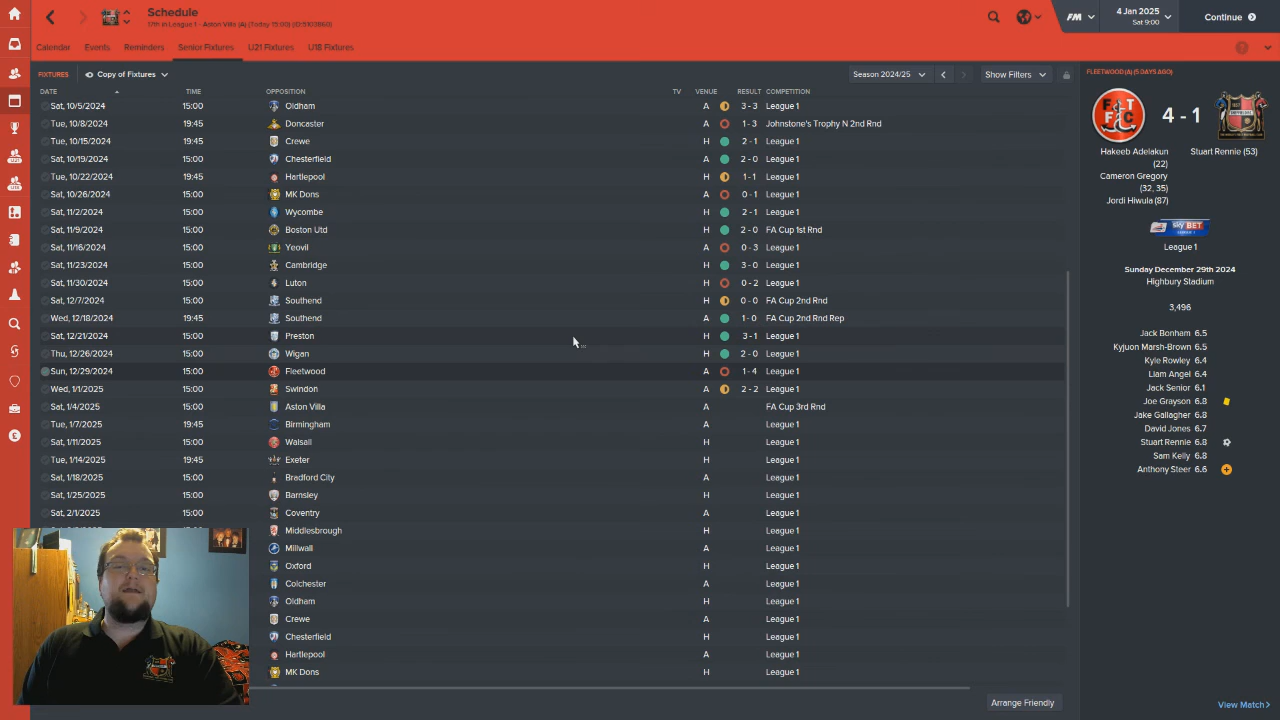 Schedule
FM
4 Jan 2025
Sat 9:00
Continue
Calendar Events Reminders Senior Fixtures U21 Fixtures U18 Fixtures
FIXTURES Copy of Fixtures Season 2024/25 Show Filters
DATE TIME OPPOSITION TV VENUE RESULT COMPETITION
Sat, 10/5/2024 15:00 Oldham A 3 - 3 League 1
Tue, 10/8/2024 19:45 Doncaster A 1 - 3 Johnstone's Trophy N 2nd Rnd
Tue, 10/15/2024 19:45 Crewe H 2 - 1 League 1
Sat, 10/19/2024 15:00 Chesterfield A 2 - 0 League 1
Tue, 10/22/2024 19:45 Hartlepool H 1 - 1 League 1
Sat, 10/26/2024 15:00 MK Dons A 0 - 1 League 1
Sat, 11/2/2024 15:00 Wycombe H 2 - 1 League 1
Sat, 11/9/2024 15:00 Boston Utd H 2 - 0 FA Cup 1st Rnd
Sat, 11/16/2024 15:00 Yeovil A 0 - 3 League 1
Sat, 11/23/2024 15:00 Cambridge H 3 - 0 League 1
Sat, 11/30/2024 15:00 Luton H 0 - 2 League 1
Sat, 12/7/2024 15:00 Southend H 0 - 0 FA Cup 2nd Rnd
Wed, 12/18/2024 19:45 Southend A 1 - 0 FA Cup 2nd Rnd Rep
Sat, 12/21/2024 15:00 Preston H 3 - 1 League 1
Thu, 12/26/2024 15:00 Wigan H 2 - 0 League 1
Sun, 12/29/2024 15:00 Fleetwood A 1 - 4 League 1
Wed, 1/1/2025 15:00 Swindon A 2 - 2 League 1
Sat, 1/4/2025 15:00 Aston Villa A FA Cup 3rd Rnd
Tue, 1/7/2025 19:45 Birmingham A League 1
Sat, 1/11/2025 15:00 Walsall H League 1
Tue, 1/14/2025 19:45 Exeter H League 1
Sat, 1/18/2025 15:00 Bradford City A League 1
Sat, 1/25/2025 15:00 Barnsley H League 1
Sat, 2/1/2025 15:00 Coventry A League 1
Middlesbrough H League 1
Millwall A League 1
Oxford H League 1
Colchester A League 1
Oldham H League 1
Crewe A League 1
Chesterfield H League 1
Hartlepool A League 1
MK Dons H League 1
Arrange Friendly
FLEETWOOD (A) (5 DAYS AGO)
4 - 1
Hakeeb Adelakun
(22)
Cameron Gregory
(32, 35)
Jordi Hiwula (87)
Stuart Rennie (53)
sky BET
League 1
Sunday December 29th 2024
Highbury Stadium
3,496
Jack Bonham 6.5
Kyjuon Marsh-Brown 6.5
Kyle Rowley 6.4
Liam Angel 6.4
Jack Senior 6.1
Joe Grayson 6.8
Jake Gallagher 6.8
David Jones 6.7
Stuart Rennie 6.8
Sam Kelly 6.8
Anthony Steer 6.6
View Match